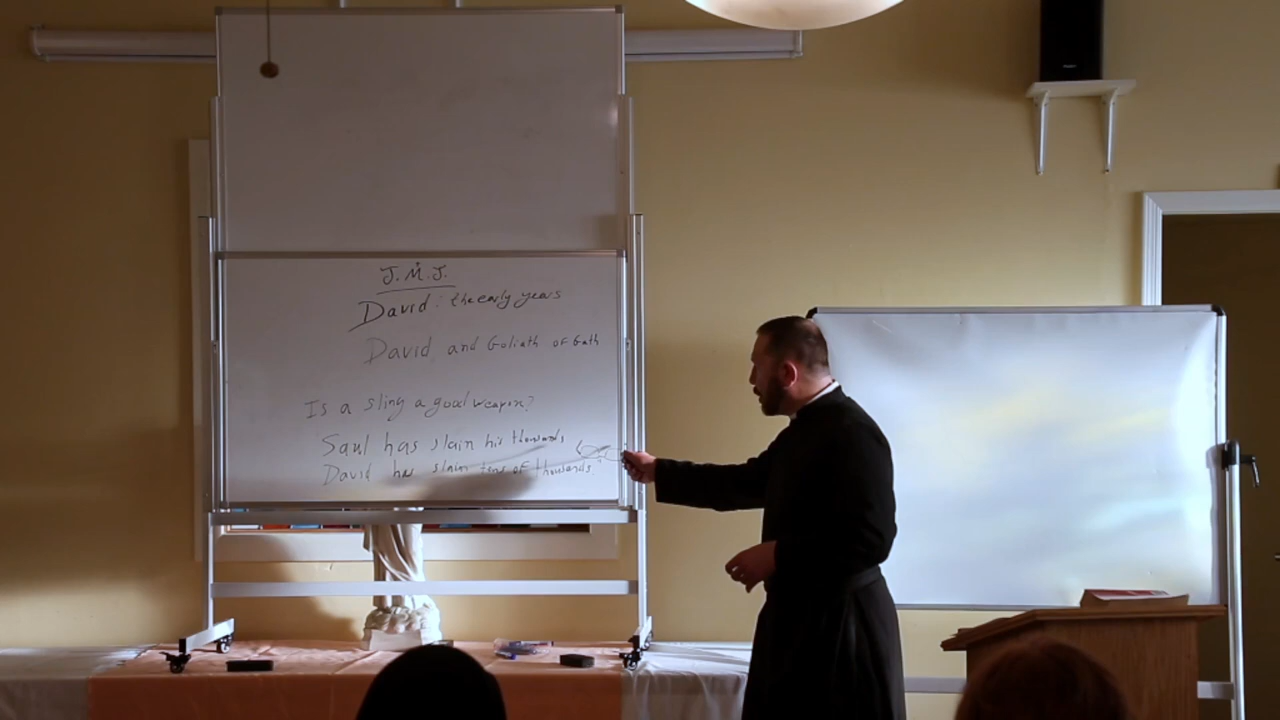 J.M.J.
David: the early years
David and Goliath of Gath
Is a sling a good weapon?
Saul has slain his thousands
David has slain tens of thousands